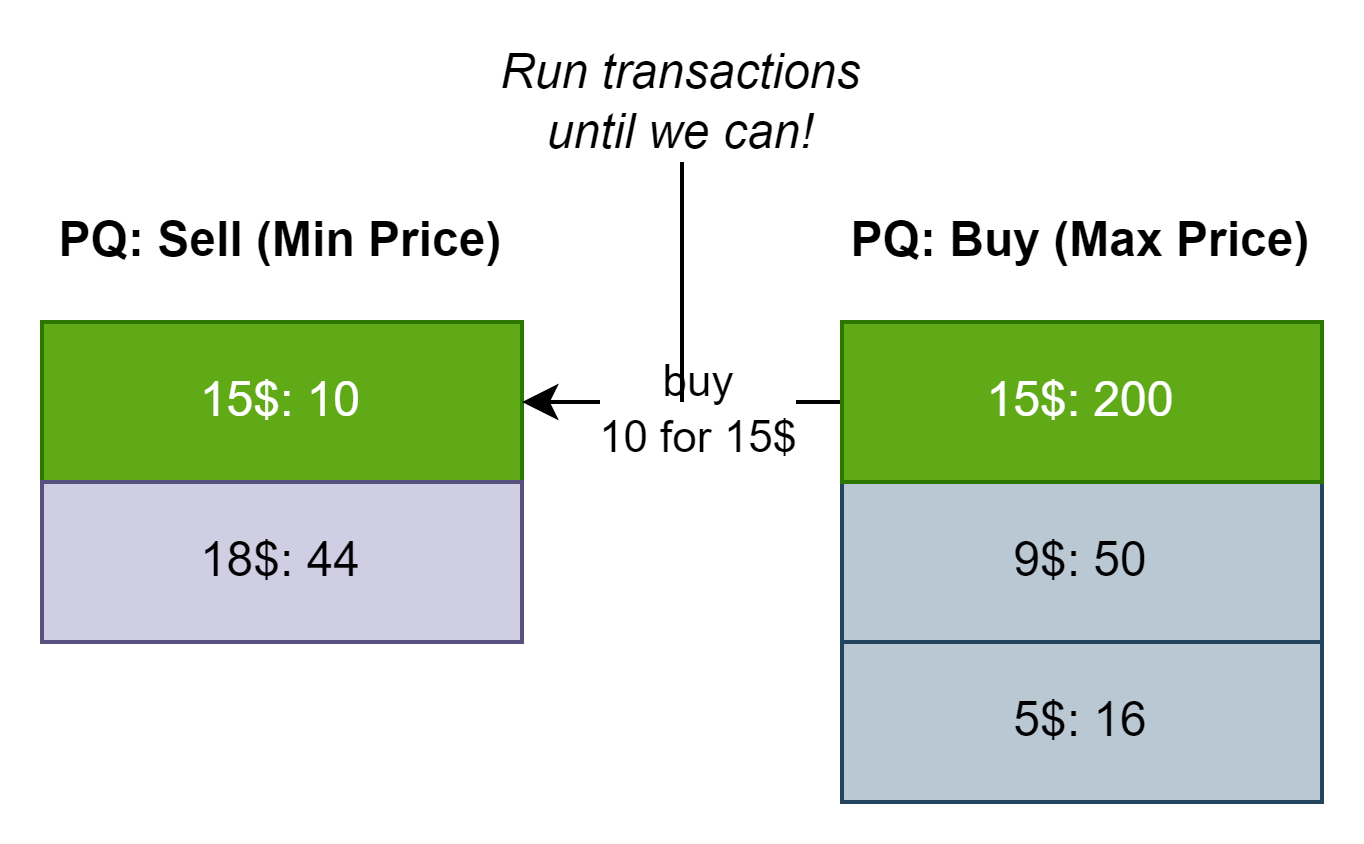 Run transactions
until we can!
PQ: Sell (Min Price)
PQ: Buy (Max Price)
15$: 10
buy
10 for 15$
15$: 200
18$: 44
9$: 50
5$: 16